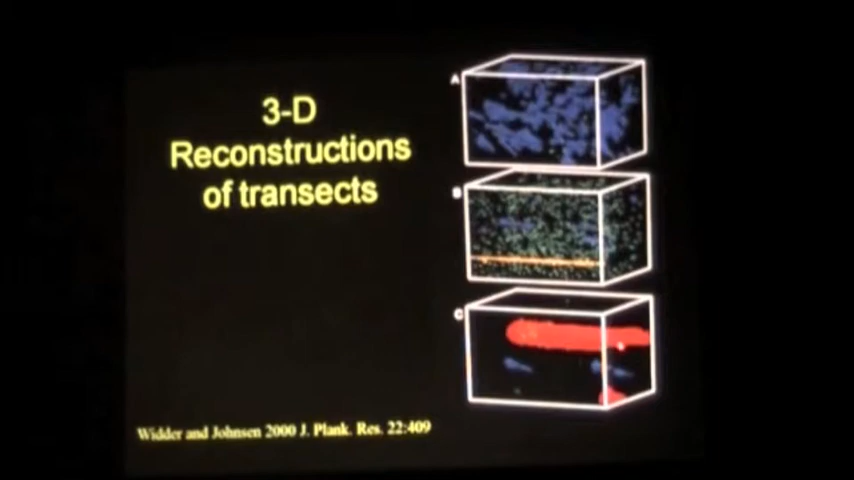 3-D
Reconstructions
of transects
A
B
C
Widder and Johnsen 2000 J. Plank. Res. 22:409